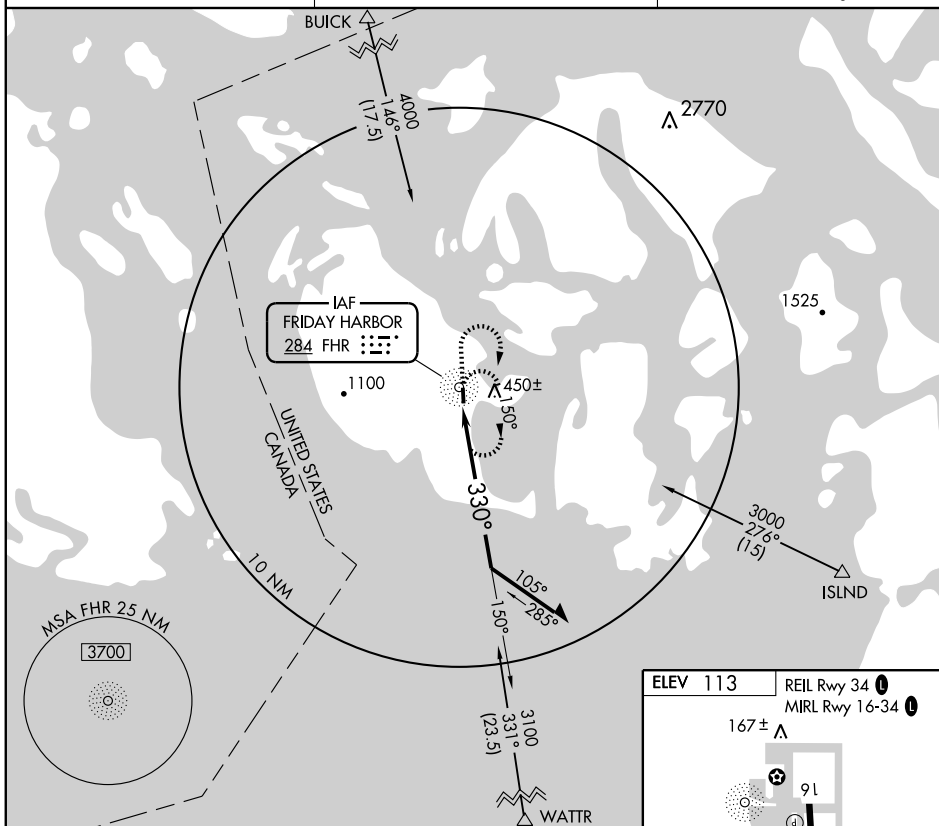 BUICK
4000
146°
(17.5)
2770
1525
IAF
FRIDAY HARBOR
284 FHR
1100
450±
150°
UNITED STATES
CANADA
330°
3000
276°
(15)
ISLND
10 NM
105°
285°
150°
MSA FHR 25 NM
3700
3100
331°
(23.5)
WATTR
ELEV 113
REIL Rwy 34 L
MIRL Rwy 16-34 L
167±
16
P